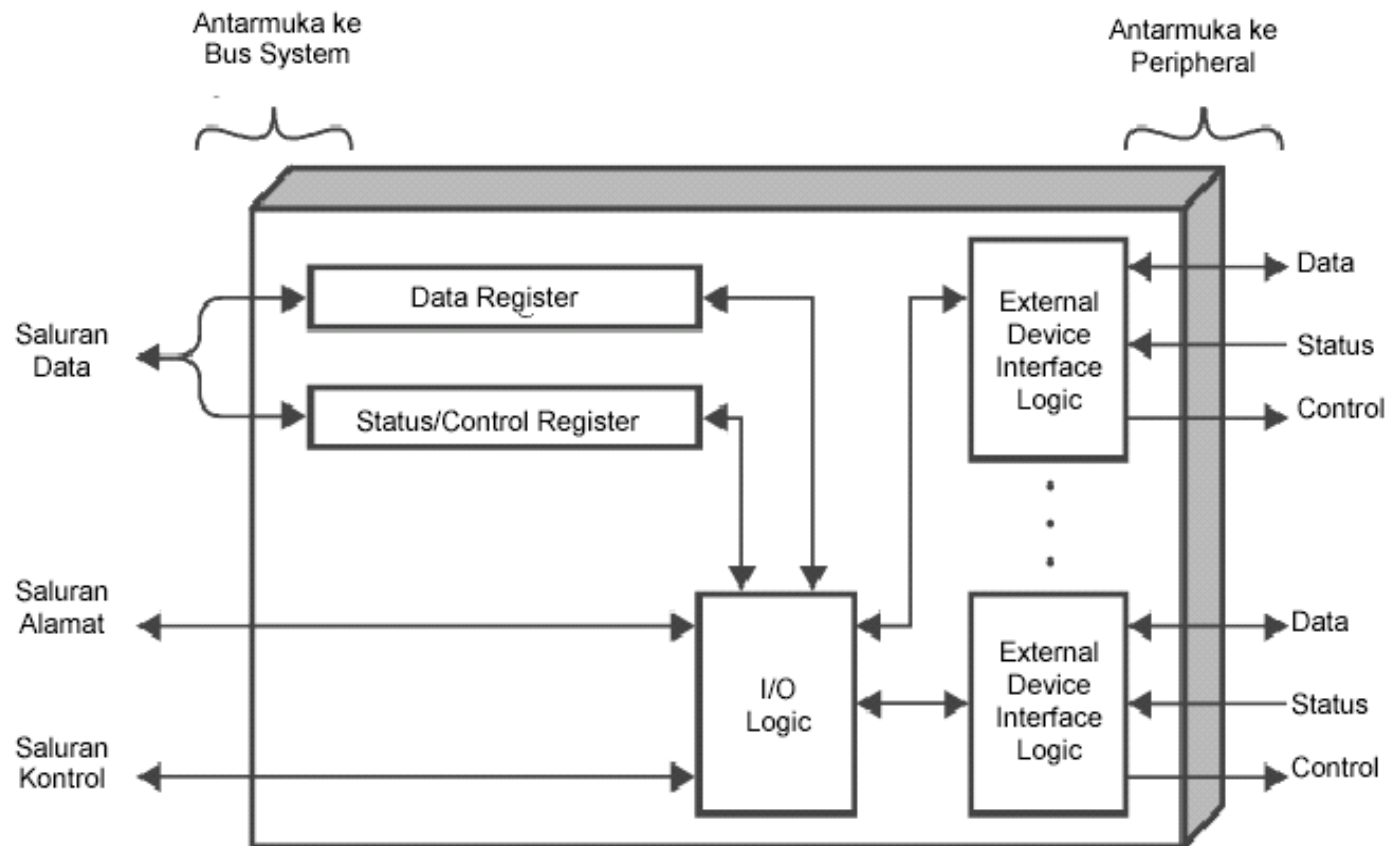 Antarmuka ke
Bus System
Antarmuka ke
Peripheral
Data Register
Status/Control Register
Saluran
Data
Saluran
Alamat
Saluran
Kontrol
I/O
Logic
External
Device
Interface
Logic
Data
Status
Control
External
Device
Interface
Logic
Data
Status
Control